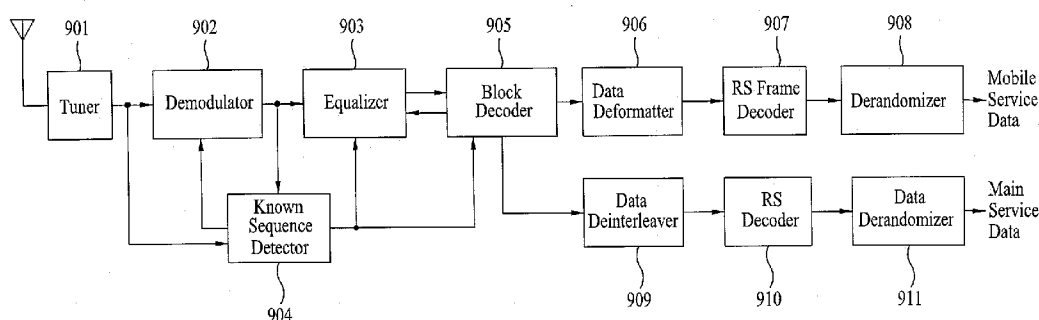 901
902
903
905
906
907
908
Tuner
Demodulator
Equalizer
Block
Decoder
Data
Deformatter
RS Frame
Decoder
Derandomizer
Mobile
Service
Data
Known
Sequence
Detector
904
Data
Deinterleaver
909
RS
Decoder
910
Data
Derandomizer
911
Main
Service
Data